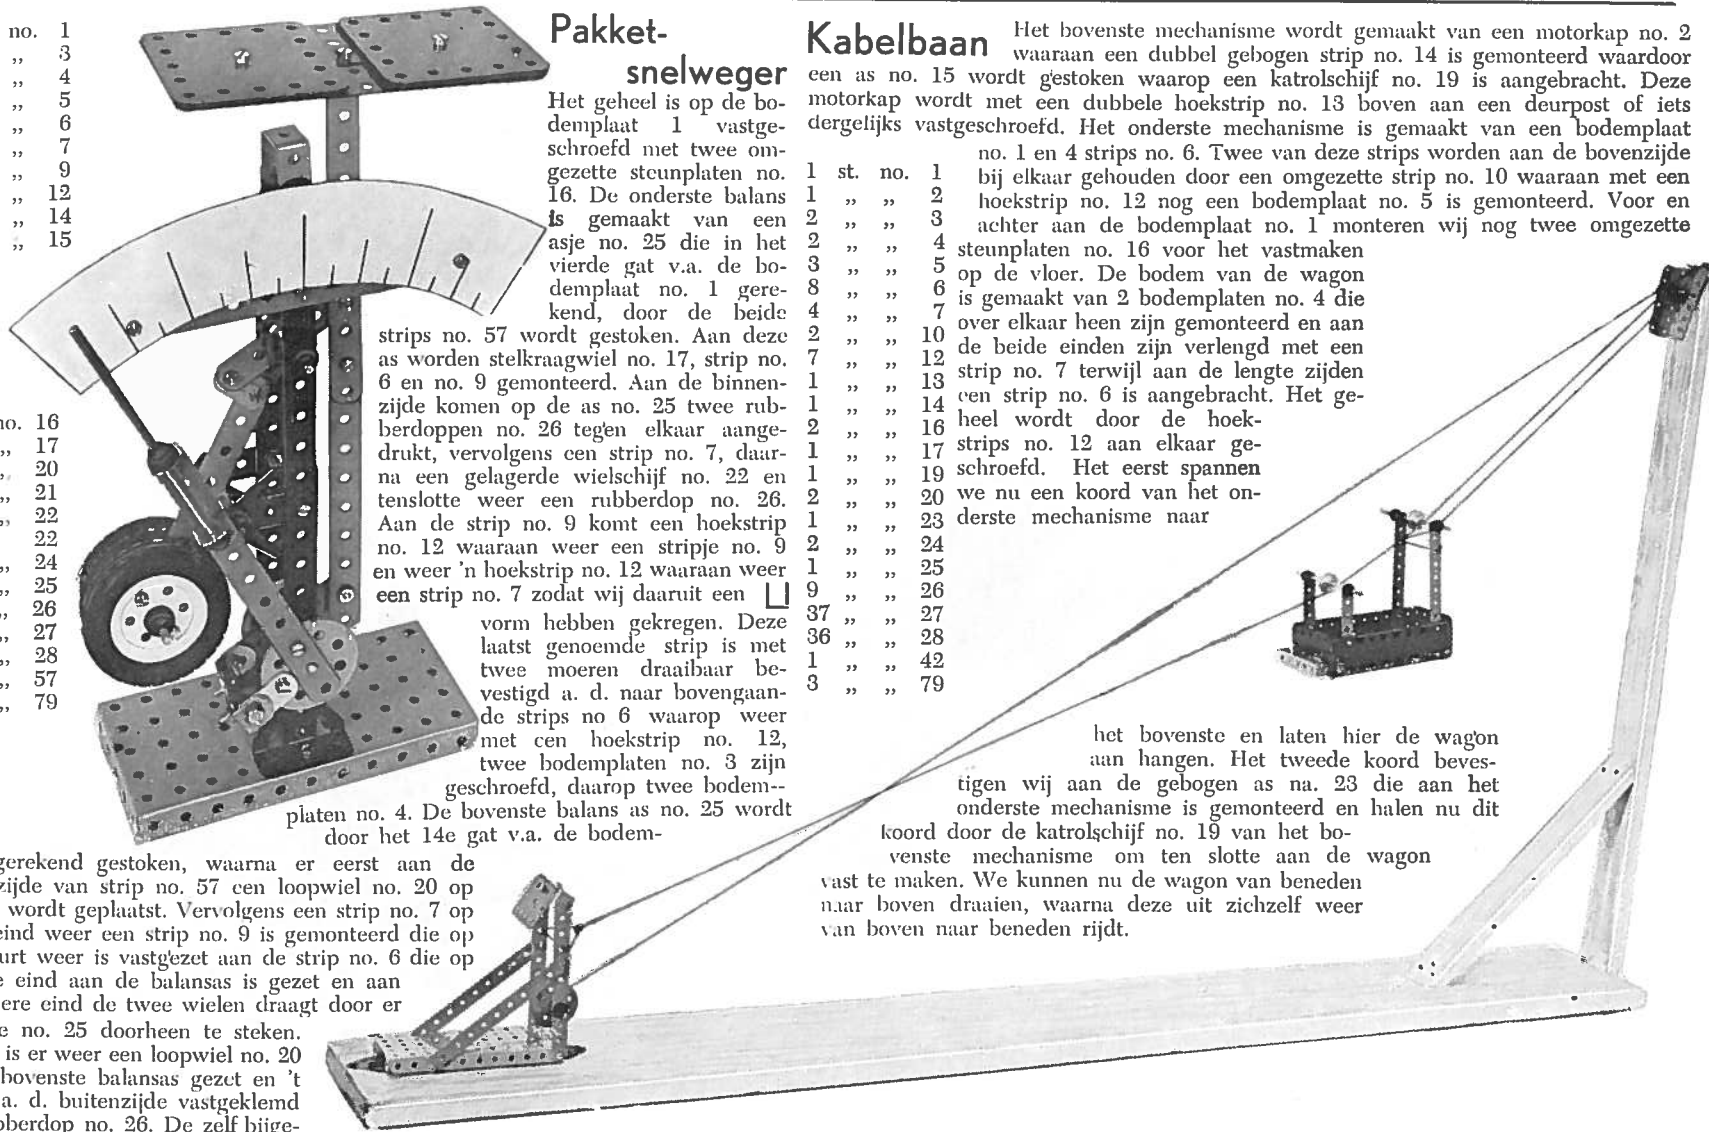 no. 1
„ 3
„ 4
„ 5
„ 6
„ 7
„ 9
„ 12
„ 14
„ 15
no. 16
„ 17
„ 20
„ 21
„ 22
„ 22
„ 24
„ 25
„ 26
„ 27
„ 28
„ 57
„ 79
Pakket-
snelweger
Het geheel is op de bo-
demplaat 1 vastge-
schroefd met twee om-
gezette steunplaten no.
16. De onderste balans
is gemaakt van een
asje no. 25 die in het
vierde gat v.a. de bo-
demplaat no. 1 gere-
kend, door de beide
strips no. 57 wordt gestoken. Aan deze
as worden stelkraagwiel no. 17, strip no.
6 en no. 9 gemonteerd. Aan de binnen-
zijde komen op de as no. 25 twee rub-
berdoppen no. 26 tegen elkaar aange-
drukt, vervolgens een strip no. 7, daar-
na een gelagerde wielschijf no. 22 en
tenslotte weer een rubberdop no. 26.
Aan de strip no. 9 komt een hoekstrip
no. 12 waaraan weer een stripje no. 9
en weer 'n hoekstrip no. 12 waaraan weer
een strip no. 7 zodat wij daaruit een
vorm hebben gekregen. Deze
laatst genoemde strip is met
twee moeren draaibaar be-
vestigd a. d. naar bovengaan-
de strips no 6 waarop weer
met een hoekstrip no. 12,
twee bodemplaten no. 3 zijn
geschroefd, daarop twee bodem--
platen no. 4. De bovenste balans as no. 25 wordt
door het 14e gat v.a. de bodem-
gerekend gestoken, waarna er eerst aan de
zijde van strip no. 57 een loopwiel no. 20 op
wordt geplaatst. Vervolgens een strip no. 7 op
eind weer een strip no. 9 is gemonteerd die op
urt weer is vastgezet aan de strip no. 6 die op
e eind aan de balansas is gezet en aan
ere eind de twee wielen draagt door er
e no. 25 doorheen te steken.
is er weer een loopwiel no. 20
bovenste balansas gezet en 't
a. d. buitenzijde vastgeklemd
bberdop no. 26. De zelf bijge-
Kabelbaan
Het bovenste mechanisme wordt gemaakt van een motorkap no. 2
waaraan een dubbel gebogen strip no. 14 is gemonteerd waardoor
een as no. 15 wordt gestoken waarop een katrolschijf no. 19 is aangebracht. Deze
motorkap wordt met een dubbele hoekstrip no. 13 boven aan een deurpost of iets
dergelijks vastgeschroefd. Het onderste mechanisme is gemaakt van een bodemplaat
no. 1 en 4 strips no. 6. Twee van deze strips worden aan de bovenzijde
bij elkaar gehouden door een omgezette strip no. 10 waaraan met een
hoekstrip no. 12 nog een bodemplaat no. 5 is gemonteerd. Voor en
achter aan de bodemplaat no. 1 monteren wij nog twee omgezette
steunplaten no. 16 voor het vastmaken
op de vloer. De bodem van de wagon
is gemaakt van 2 bodemplaten no. 4 die
over elkaar heen zijn gemonteerd en aan
de beide einden zijn verlengd met een
strip no. 7 terwijl aan de lengte zijden
een strip no. 6 is aangebracht. Het ge-
heel wordt door de hoek-
strips no. 12 aan elkaar ge-
schroefd. Het eerst spannen
we nu een koord van het on-
derste mechanisme naar
1 st. no. 1
1 „ „ 2
2 „ „ 3
2 „ „ 4
3 „ „ 5
8 „ „ 6
4 „ „ 7
2 „ „ 10
7 „ „ 12
1 „ „ 13
1 „ „ 14
2 „ „ 16
1 „ „ 17
1 „ „ 19
2 „ „ 20
1 „ „ 23
2 „ „ 24
1 „ „ 25
9 „ „ 26
37 „ „ 27
36 „ „ 28
1 „ „ 42
3 „ „ 79
het bovenste en laten hier de wagon
aan hangen. Het tweede koord beves-
tigen wij aan de gebogen as na. 23 die aan het
onderste mechanisme is gemonteerd en halen nu dit
koord door de katrolschijf no. 19 van het bo-
venste mechanisme om ten slotte aan de wagon
vast te maken. We kunnen nu de wagon van beneden
naar boven draaien, waarna deze uit zichzelf weer
van boven naar beneden rijdt.